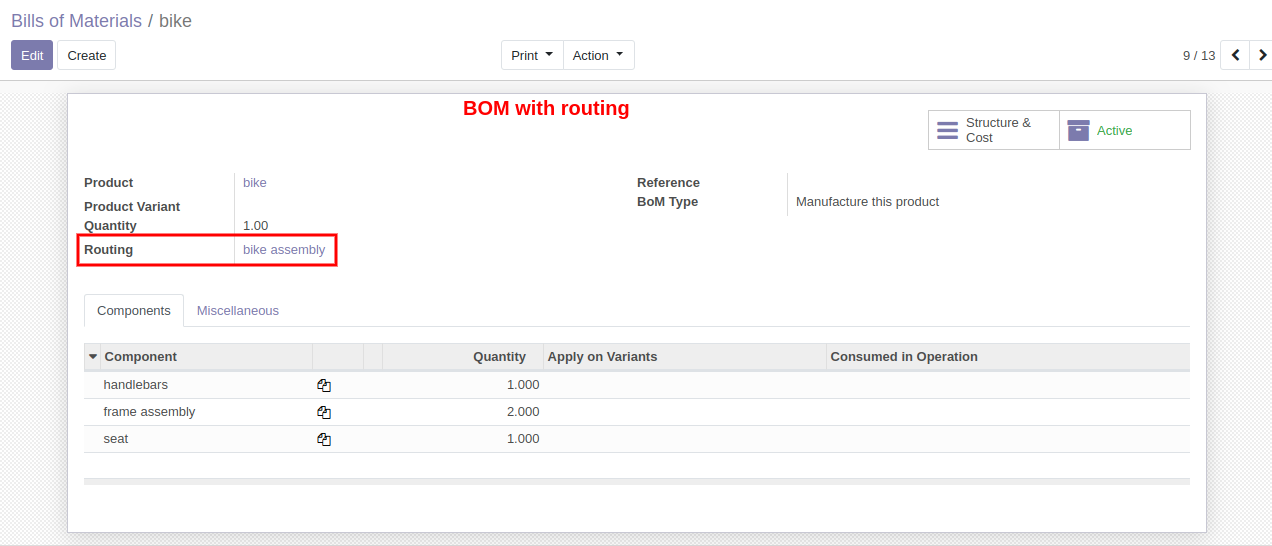 Bills of Materials / bike
Edit Create Print Action 9 / 13
BOM with routing
Structure & Cost
Active
Product bike
Product Variant
Quantity 1.00
Routing bike assembly
Reference
BoM Type Manufacture this product
Components Miscellaneous
Component Quantity Apply on Variants Consumed in Operation
handlebars 1.000
frame assembly 2.000
seat 1.000